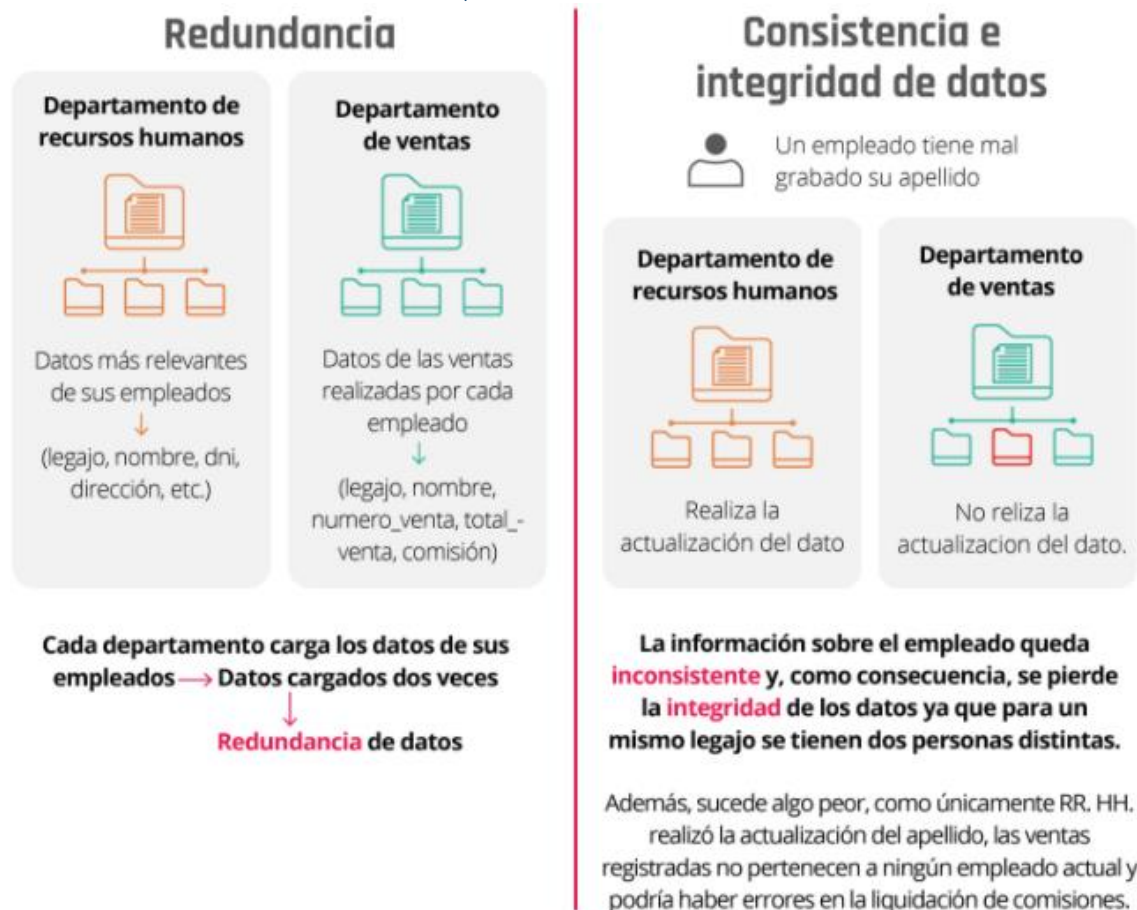 Redundancia
Departamento de
recursos humanos
Datos más relevantes
de sus empleados
(legajo, nombre, dni,
dirección, etc.)
Departamento
de ventas
Datos de las ventas
realizadas por cada
empleado
(legajo, nombre,
numero_venta, total_-
venta, comisión)
Cada departamento carga los datos de sus
empleados → Datos cargados dos veces
Redundancia de datos
Consistencia e
integridad de datos
Un empleado tiene mal
grabado su apellido
Departamento de
recursos humanos
Realiza la
actualización del dato
Departamento
de ventas
No reliza la
actualizacion del dato.
La información sobre el empleado queda
inconsistente y, como consecuencia, se pierde
la integridad de los datos ya que para un
mismo legajo se tienen dos personas distintas.
Además, sucede algo peor, como únicamente RR. HH.
realizó la actualización del apellido, las ventas
registradas no pertenecen a ningún empleado actual y
podría haber errores en la liquidación de comisiones.